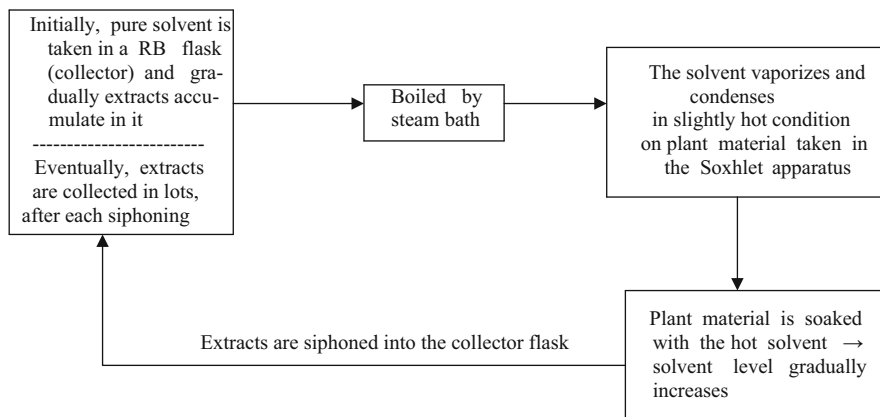 Initially, pure solvent is
taken in a RB flask
(collector) and gra-
dually extracts accu-
mulate in it
-------------------------
Eventually, extracts
are collected in lots,
after each siphoning
Boiled by
steam bath
The solvent vaporizes and
condenses
in slightly hot condition
on plant material taken in
the Soxhlet apparatus
Plant material is soaked
with the hot solvent →
solvent level gradually
increases
Extracts are siphoned into the collector flask